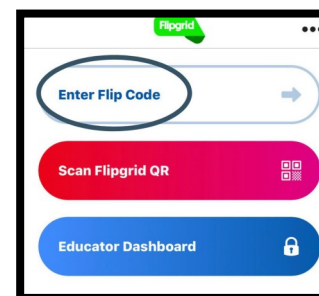 Flipgrid
Enter Flip Code
Scan Flipgrid QR
Educator Dashboard